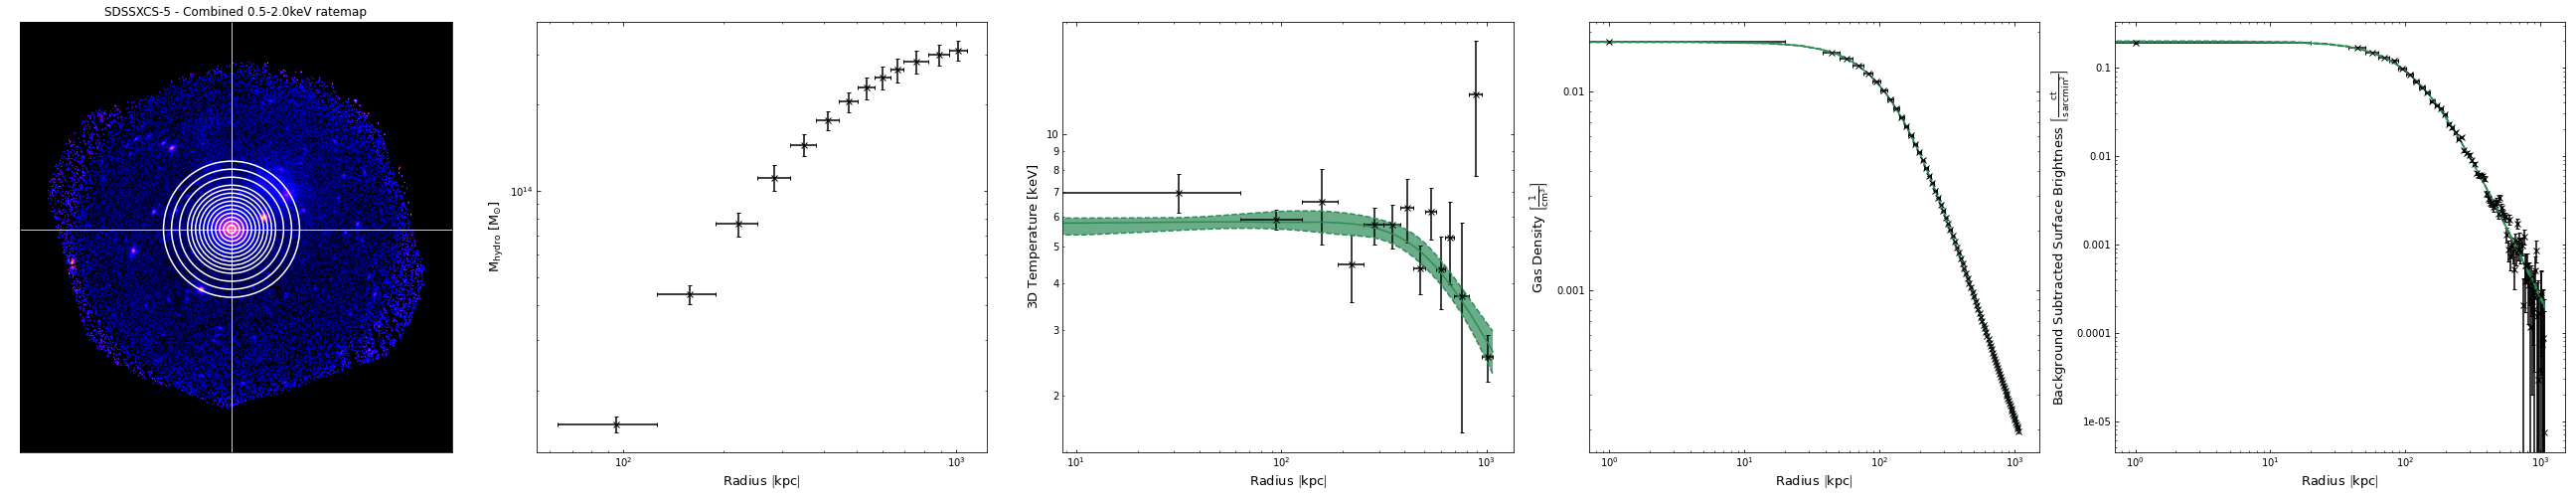 SDSSXCS-5 - Combined 0.5-2.0keV ratemap
M_hydro [M_⊙]
10^14
10^2
10^3
Radius [kpc]
3D Temperature [keV]
10
9
8
7
6
5
4
3
2
10^1
10^2
10^3
Radius [kpc]
Gas Density [1/cm^3]
0.01
0.001
10^0
10^1
10^2
10^3
Radius [kpc]
Background Subtracted Surface Brightness [ct/sarcmin^2]
0.1
0.01
0.001
0.0001
1e-05
10^0
10^1
10^2
10^3
Radius [kpc]